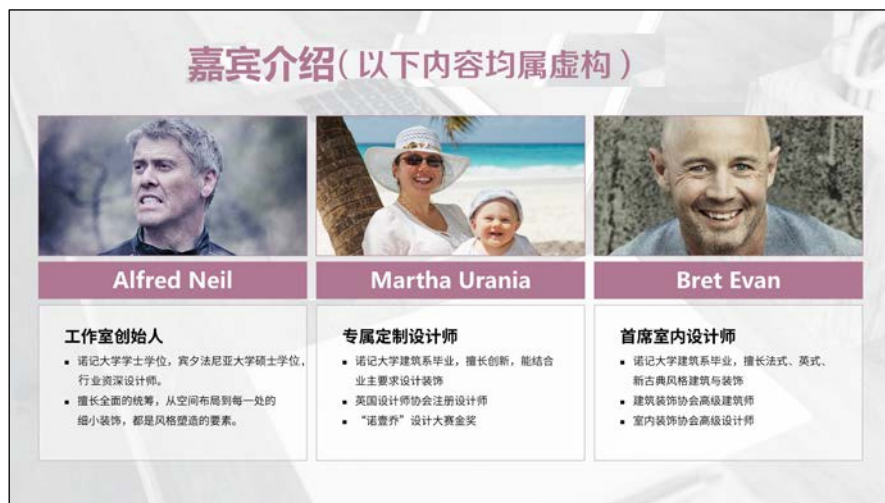 嘉宾介绍（以下内容均属虚构）
Alfred Neil
工作室创始人
▪ 诺记大学学士学位，宾夕法尼亚大学硕士学位，
行业资深设计师。
▪ 擅长全面的统筹，从空间布局到每一处的
细小装饰，都是风格塑造的要素。
Martha Urania
专属定制设计师
▪ 诺记大学建筑系毕业，擅长创新，能结合
业主要求设计装饰
▪ 英国设计师协会注册设计师
▪ “诺壹乔”设计大赛金奖
Bret Evan
首席室内设计师
▪ 诺记大学建筑系毕业，擅长法式、英式、
新古典风格建筑与装饰
▪ 建筑装饰协会高级建筑师
▪ 室内装饰协会高级设计师